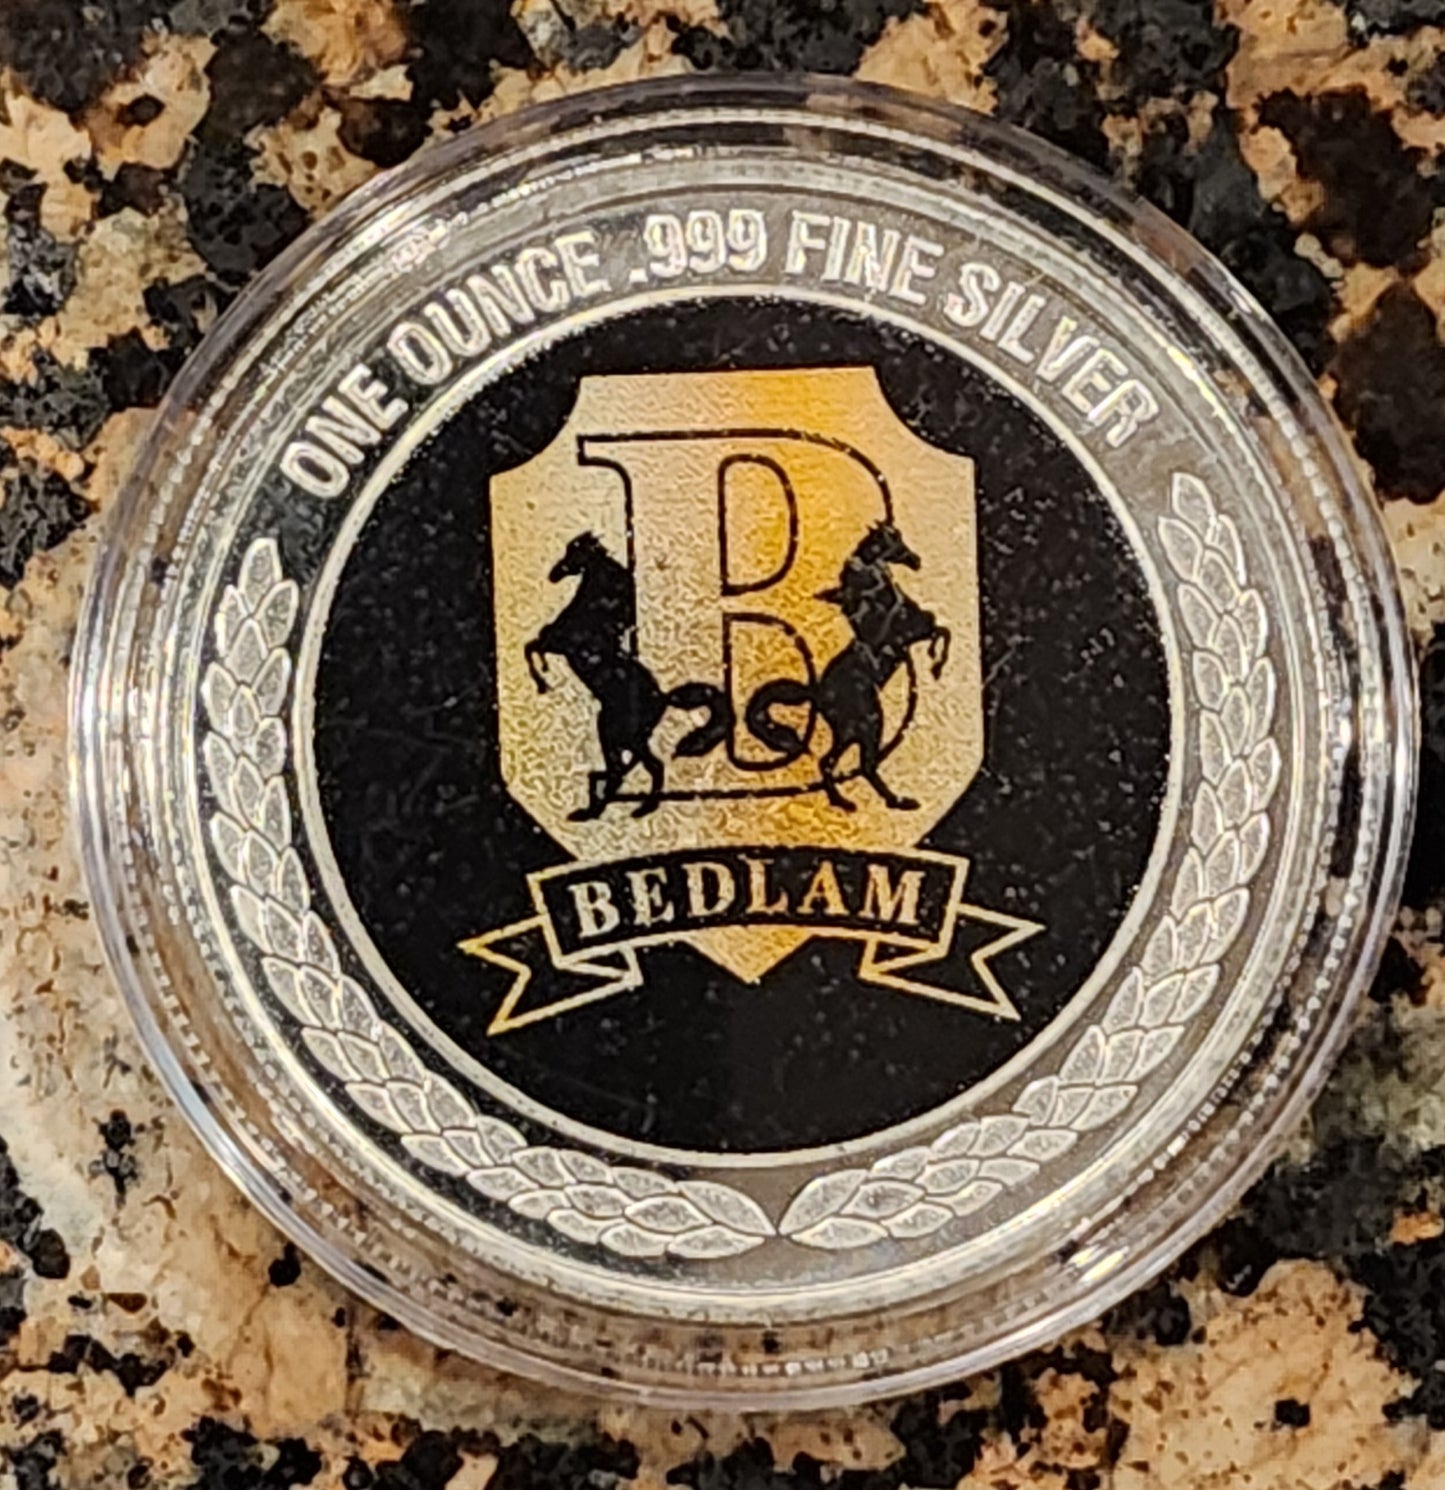 ONE OUNCE .999 FINE SILVER
B
BEDLAM